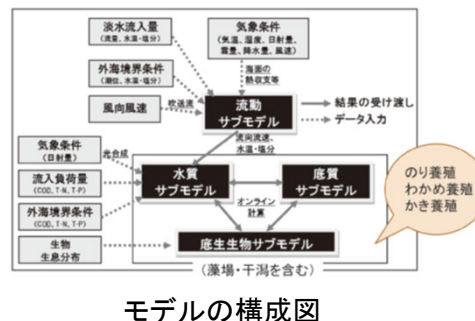 淡水流入量
(流量、水温・塩分)
気象条件
(気温、湿度、日射量、
雲量、降水量、風速)
外海境界条件
(潮位、水温・塩分)
海面の
熱収支等
風向風速
吹送流
流動
サブモデル
結果の受け渡し
データ入力
流向流速、
水温・塩分
気象条件
(日射量)
光合成
流入負荷量
(COD、T-N、T-P)
外海境界条件
(COD、T-N、T-P)
水質
サブモデル
底質
サブモデル
オンライン
計算
生物
生息分布
底生生物サブモデル
(藻場・干潟を含む)
のり養殖
わかめ養殖
かき養殖
モデルの構成図